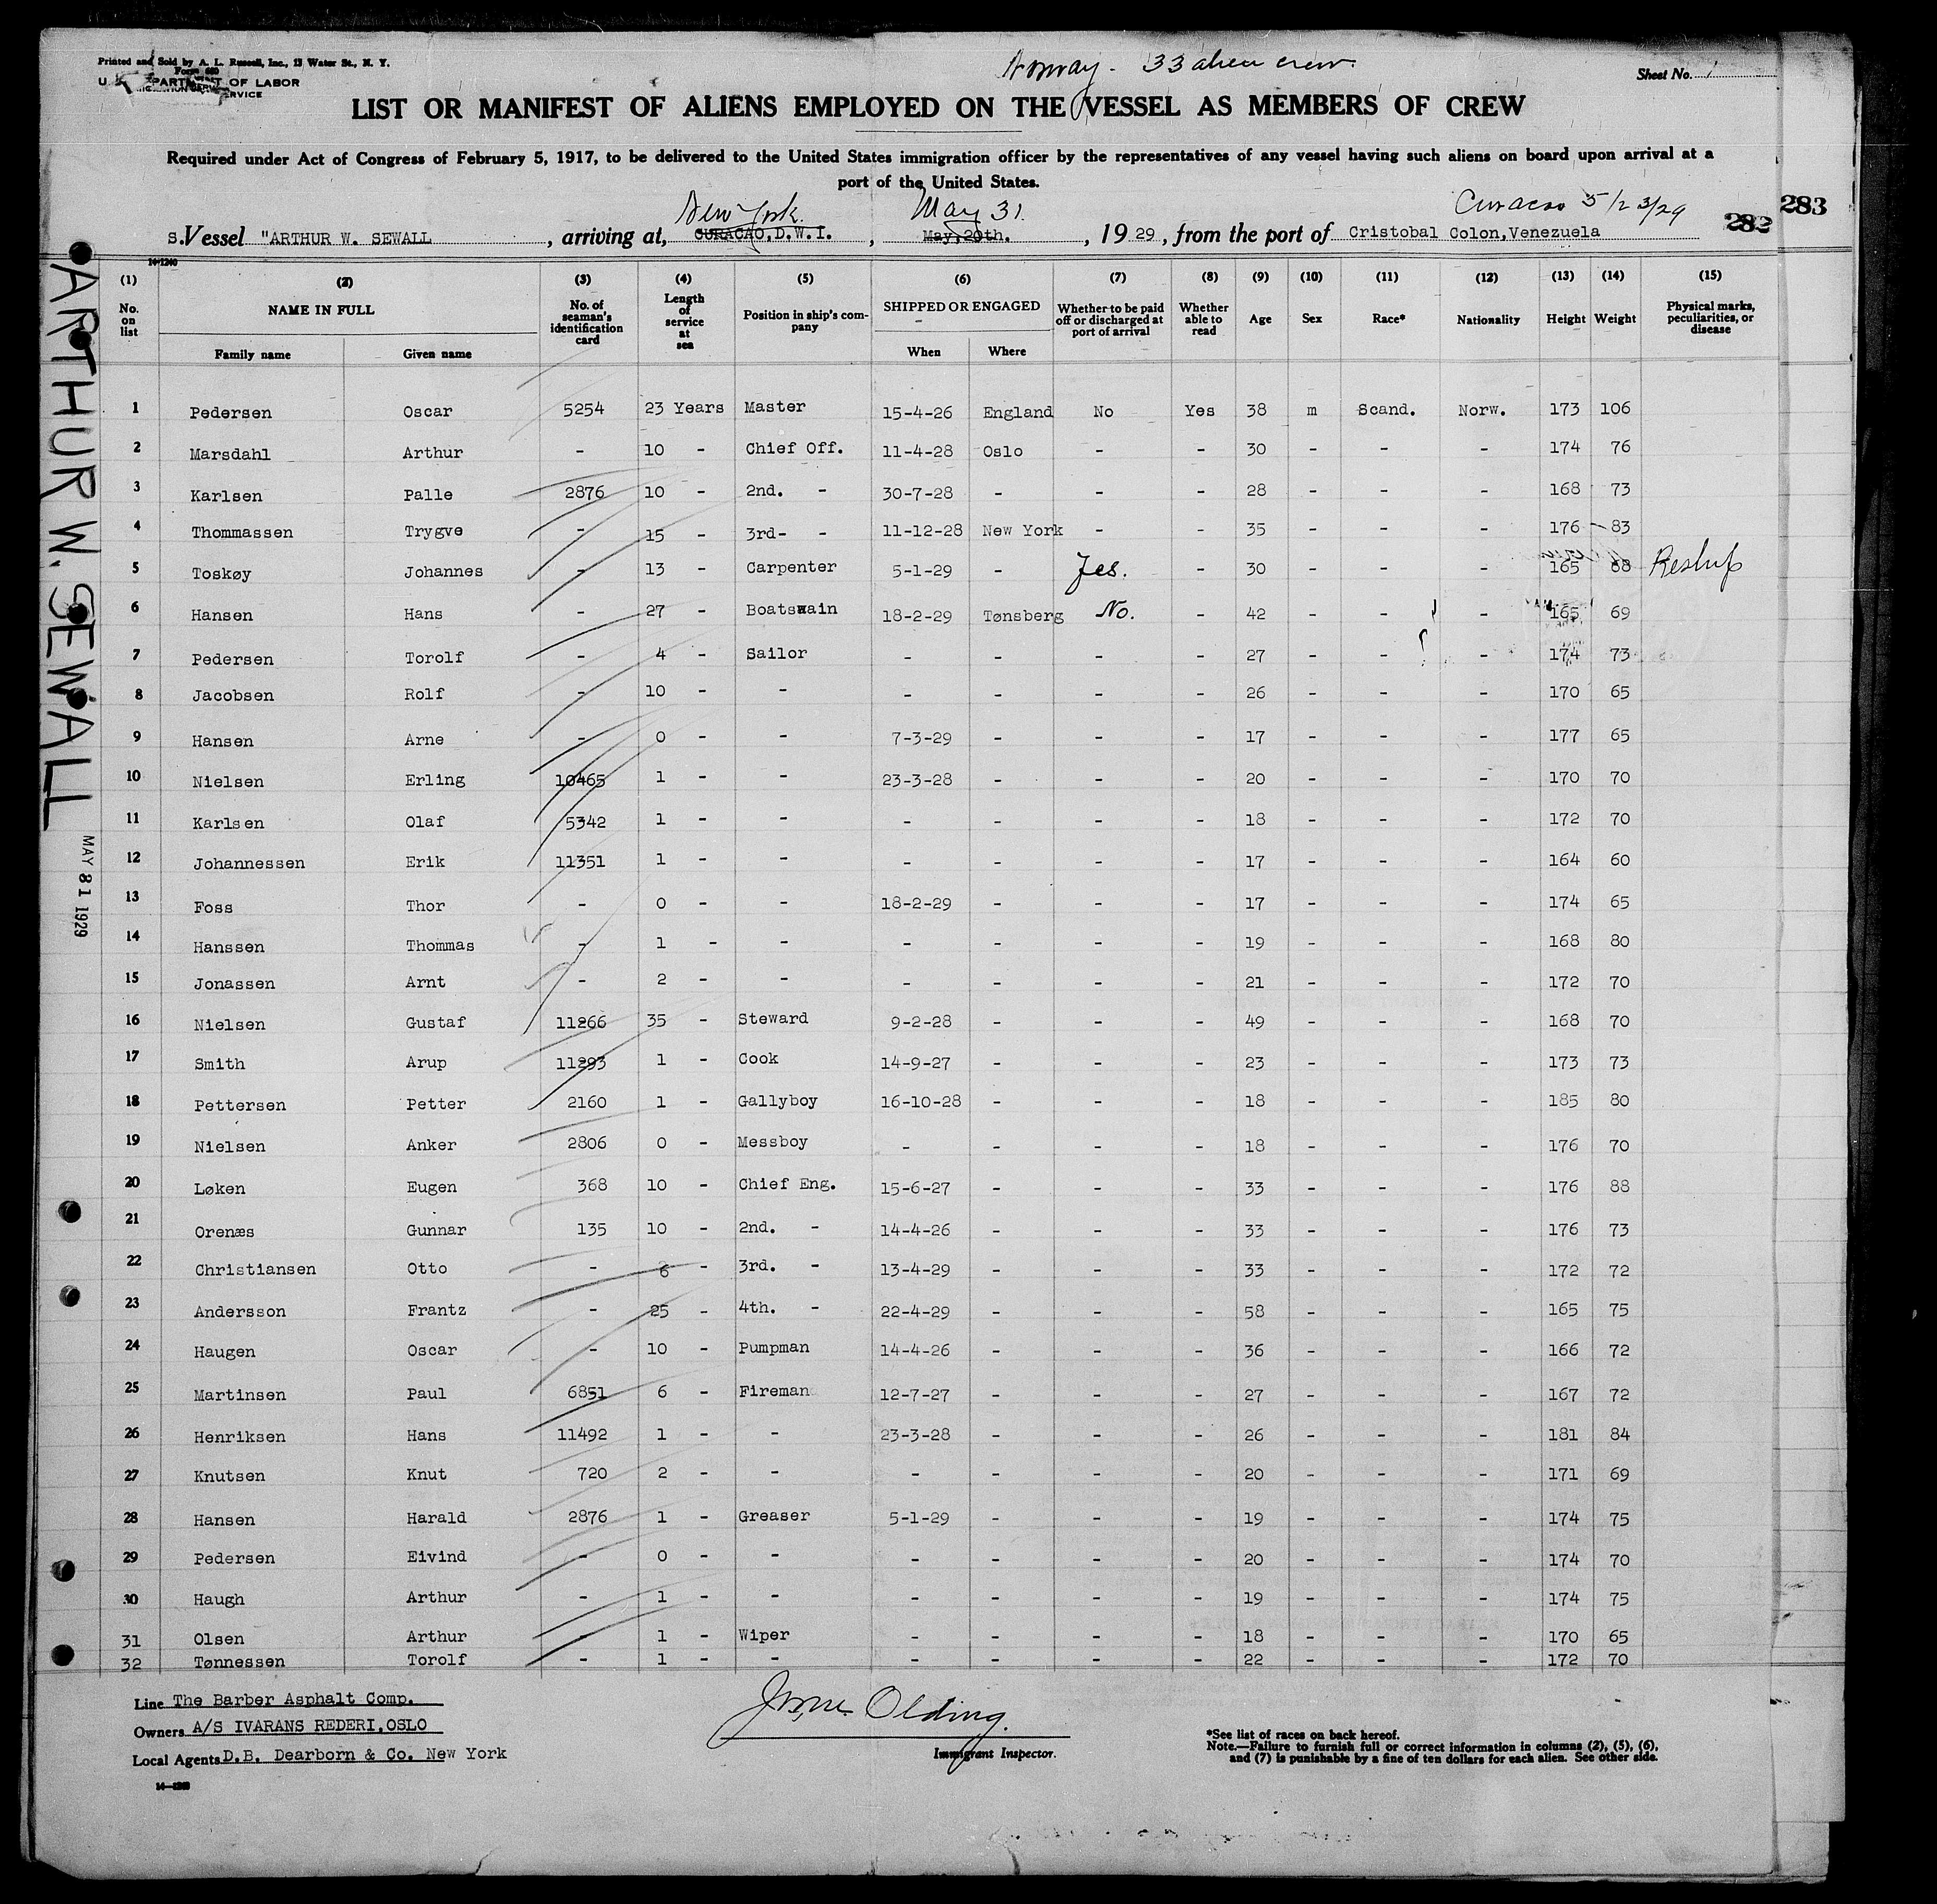 Printed and Sold by A. L. Russell, Inc., 13 Water St., N. Y.
Form 680
U. PARTMENT OF LABOR
IMMIGRATION SERVICE
Norway - 33 alien crew.
Sheet No. 1
LIST OR MANIFEST OF ALIENS EMPLOYED ON THE VESSEL AS MEMBERS OF CREW
Required under Act of Congress of February 5, 1917, to be delivered to the United States immigration officer by the representatives of any vessel having such aliens on board upon arrival at a
port of the United States.
New York. May 31. Curacao 5/23/29
S.Vessel "ARTHUR W. SEWALL , arriving at, CURACAO,D.W.I. , May,20th. , 1929 , from the port of Cristobal Colon,Venezuela 282 283
14-1240
(1) (2) (3) (4) (5) (6) (7) (8) (9) (10) (11) (12) (13) (14) (15)
No. on list NAME IN FULL Family name Given name No. of seaman's identification card Length of service at sea Position in ship's company SHIPPED OR ENGAGED When Where Whether to be paid off or discharged at port of arrival Whether able to read Age Sex Race* Nationality Height Weight Physical marks, peculiarities, or disease
1 Pedersen Oscar 5254 23 Years Master 15-4-26 England No Yes 38 m Scand. Norw. 173 106
2 Marsdahl Arthur - 10 - Chief Off. 11-4-28 Oslo - - 30 - - - 174 76
3 Karlsen Palle 2876 10 - 2nd. - 30-7-28 - - - 28 - - - 168 73
4 Thommassen Trygve - 15 - 3rd- - 11-12-28 New York - - 35 - - - 176 83
5 Toskøy Johannes - 13 - Carpenter 5-1-29 - Yes. - 30 - - - 165 68 Reship
6 Hansen Hans - 27 - Boatswain 18-2-29 Tønsberg No. - 42 - - - 165 69
7 Pedersen Torolf - 4 - Sailor - - - - 27 - - - 174 73
8 Jacobsen Rolf - 10 - - - - - - 26 - - - 170 65
9 Hansen Arne - 0 - - 7-3-29 - - - 17 - - - 177 65
10 Nielsen Erling 10465 1 - - 23-3-28 - - - 20 - - - 170 70
11 Karlsen Olaf 5342 1 - - - - - - 18 - - - 172 70
12 Johannessen Erik 11351 1 - - - - - - 17 - - - 164 60
13 Foss Thor - 0 - - 18-2-29 - - - 17 - - - 174 65
14 Hanssen Thommas - 1 - - - - - - 19 - - - 168 80
15 Jonassen Arnt - 2 - - - - - - 21 - - - 172 70
16 Nielsen Gustaf 11266 35 - Steward 9-2-28 - - - 49 - - - 168 70
17 Smith Arup 11293 1 - Cook 14-9-27 - - - 23 - - - 173 73
18 Pettersen Petter 2160 1 - Gallyboy 16-10-28 - - - 18 - - - 185 80
19 Nielsen Anker 2806 0 - Messboy - - - - 18 - - - 176 70
20 Løken Eugen 368 10 - Chief Eng. 15-6-27 - - - 33 - - - 176 88
21 Orenæs Gunnar 135 10 - 2nd. - 14-4-26 - - - 33 - - - 176 73
22 Christiansen Otto - 6 - 3rd. - 13-4-29 - - - 33 - - - 172 72
23 Andersson Frantz - 25 - 4th. - 22-4-29 - - - 58 - - - 165 75
24 Haugen Oscar - 10 - Pumpman 14-4-26 - - - 36 - - - 166 72
25 Martinsen Paul 6851 6 - Fireman 12-7-27 - - - 27 - - - 167 72
26 Henriksen Hans 11492 1 - - 23-3-28 - - - 26 - - - 181 84
27 Knutsen Knut 720 2 - - - - - - 20 - - - 171 69
28 Hansen Harald 2876 1 - Greaser 5-1-29 - - - 19 - - - 174 75
29 Pedersen Eivind - 0 - - - - - - 20 - - - 174 70
30 Haugh Arthur - 1 - - - - - - 19 - - - 174 75
31 Olsen Arthur - 1 - Wiper - - - - 18 - - - 170 65
32 Tønnessen Torolf - 1 - - - - - - 22 - - - 172 70
Line The Barber Asphalt Comp.
Owners A/S IVARANS REDERI,OSLO
Local Agents D.B. Dearborn & Co. New York
14-1240
Olding.
Immigrant Inspector.
*See list of races on back hereof.
Note.—Failure to furnish full or correct information in columns (2), (5), (6),
and (7) is punishable by a fine of ten dollars for each alien. See other side.
ARTHUR W. SEWALL
MAY 31 1929